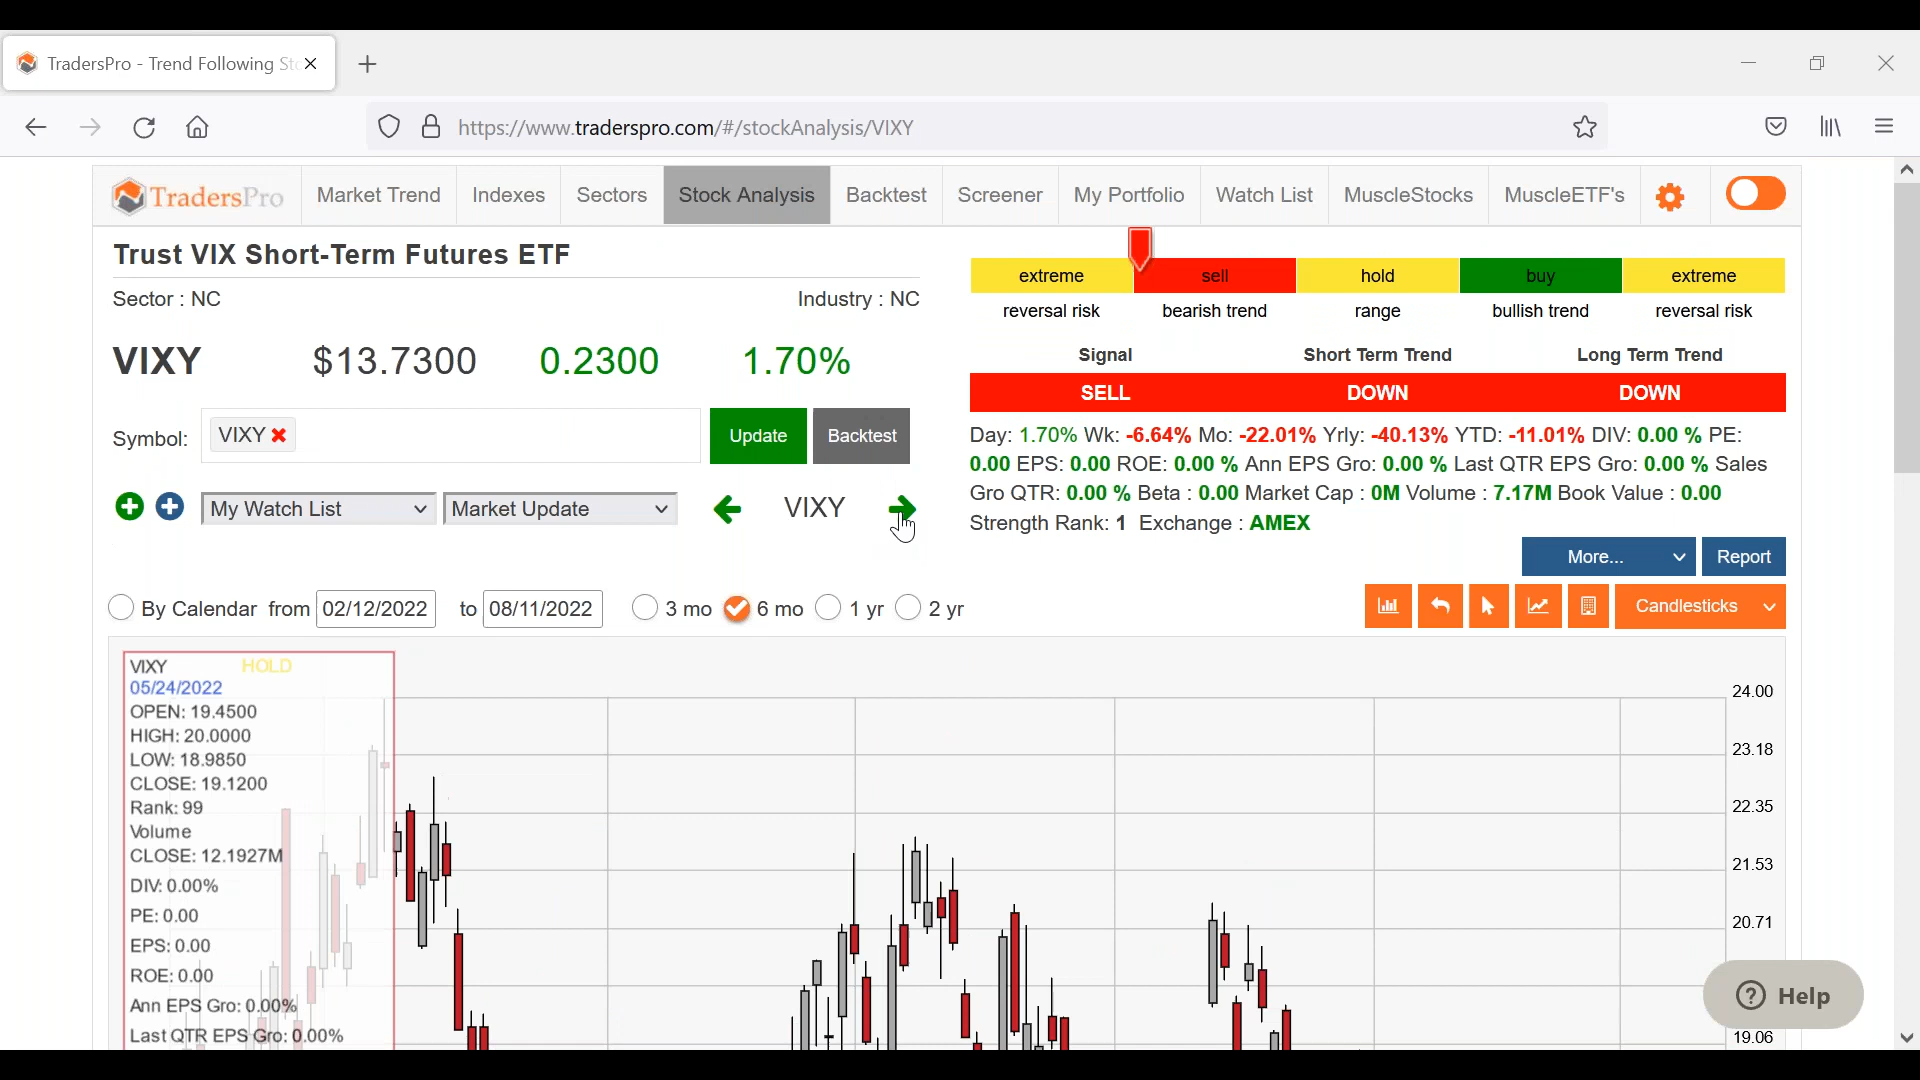 TradersPro - Trend Following St
https://www.traderspro.com/#/stockAnalysis/VIXY
TradersPro
Market Trend
Indexes
Sectors
Stock Analysis
Backtest
Screener
My Portfolio
Watch List
MuscleStocks
MuscleETF's
Trust VIX Short-Term Futures ETF
Sector : NC
Industry : NC
VIXY $13.7300 0.2300 1.70%
Symbol: VIXY
Update
Backtest
My Watch List
Market Update
VIXY
extreme sell hold buy extreme
reversal risk bearish trend range bullish trend reversal risk
Signal Short Term Trend Long Term Trend
SELL DOWN DOWN
Day: 1.70% Wk: -6.64% Mo: -22.01% Yrly: -40.13% YTD: -11.01% DIV: 0.00 % PE:
0.00 EPS: 0.00 ROE: 0.00 % Ann EPS Gro: 0.00 % Last QTR EPS Gro: 0.00 % Sales
Gro QTR: 0.00 % Beta : 0.00 Market Cap : 0M Volume : 7.17M Book Value : 0.00
Strength Rank: 1 Exchange : AMEX
More...
Report
By Calendar from 02/12/2022 to 08/11/2022 3 mo 6 mo 1 yr 2 yr
Candlesticks
VIXY HOLD
05/24/2022
OPEN: 19.4500
HIGH: 20.0000
LOW: 18.9850
CLOSE: 19.1200
Rank: 99
Volume
CLOSE: 12.1927M
DIV: 0.00%
PE: 0.00
EPS: 0.00
ROE: 0.00
Ann EPS Gro: 0.00%
Last QTR EPS Gro: 0.00%
24.00
23.18
22.35
21.53
20.71
19.06
Help